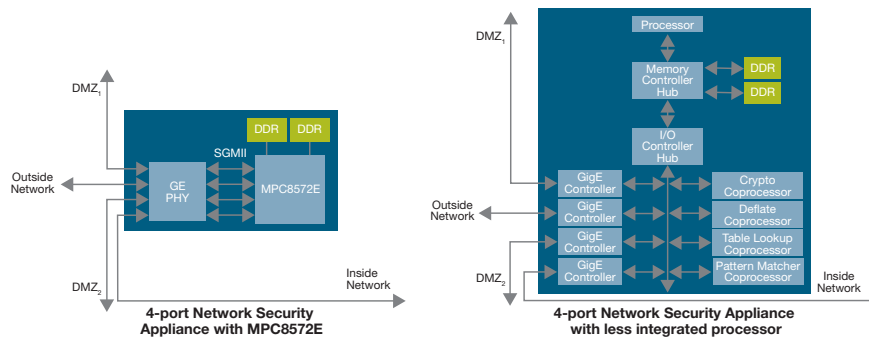 DMZ1
DDR
DDR
SGMII
GE
PHY
MPC8572E
Outside
Network
DMZ2
Inside
Network
4-port Network Security
Appliance with MPC8572E
DMZ1
Processor
Memory
Controller
Hub
DDR
DDR
I/O
Controller
Hub
GigE
Controller
Crypto
Coprocessor
Outside
Network
GigE
Controller
Deflate
Coprocessor
GigE
Controller
Table Lookup
Coprocessor
DMZ2
GigE
Controller
Pattern Matcher
Coprocessor
Inside
Network
4-port Network Security Appliance
with less integrated processor